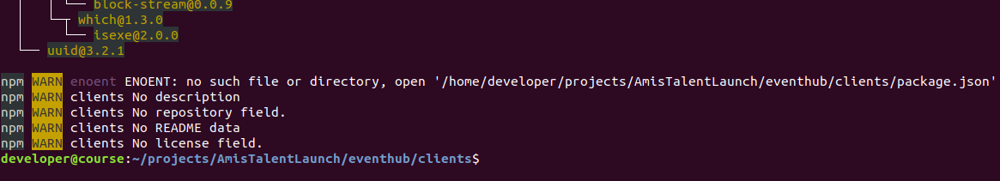 block-stream@0.0.9
which@1.3.0
isexe@2.0.0
uuid@3.2.1
npm WARN enoent ENOENT: no such file or directory, open '/home/developer/projects/AmisTalentLaunch/eventhub/clients/package.json'
npm WARN clients No description
npm WARN clients No repository field.
npm WARN clients No README data
npm WARN clients No license field.
developer@course:~/projects/AmisTalentLaunch/eventhub/clients$